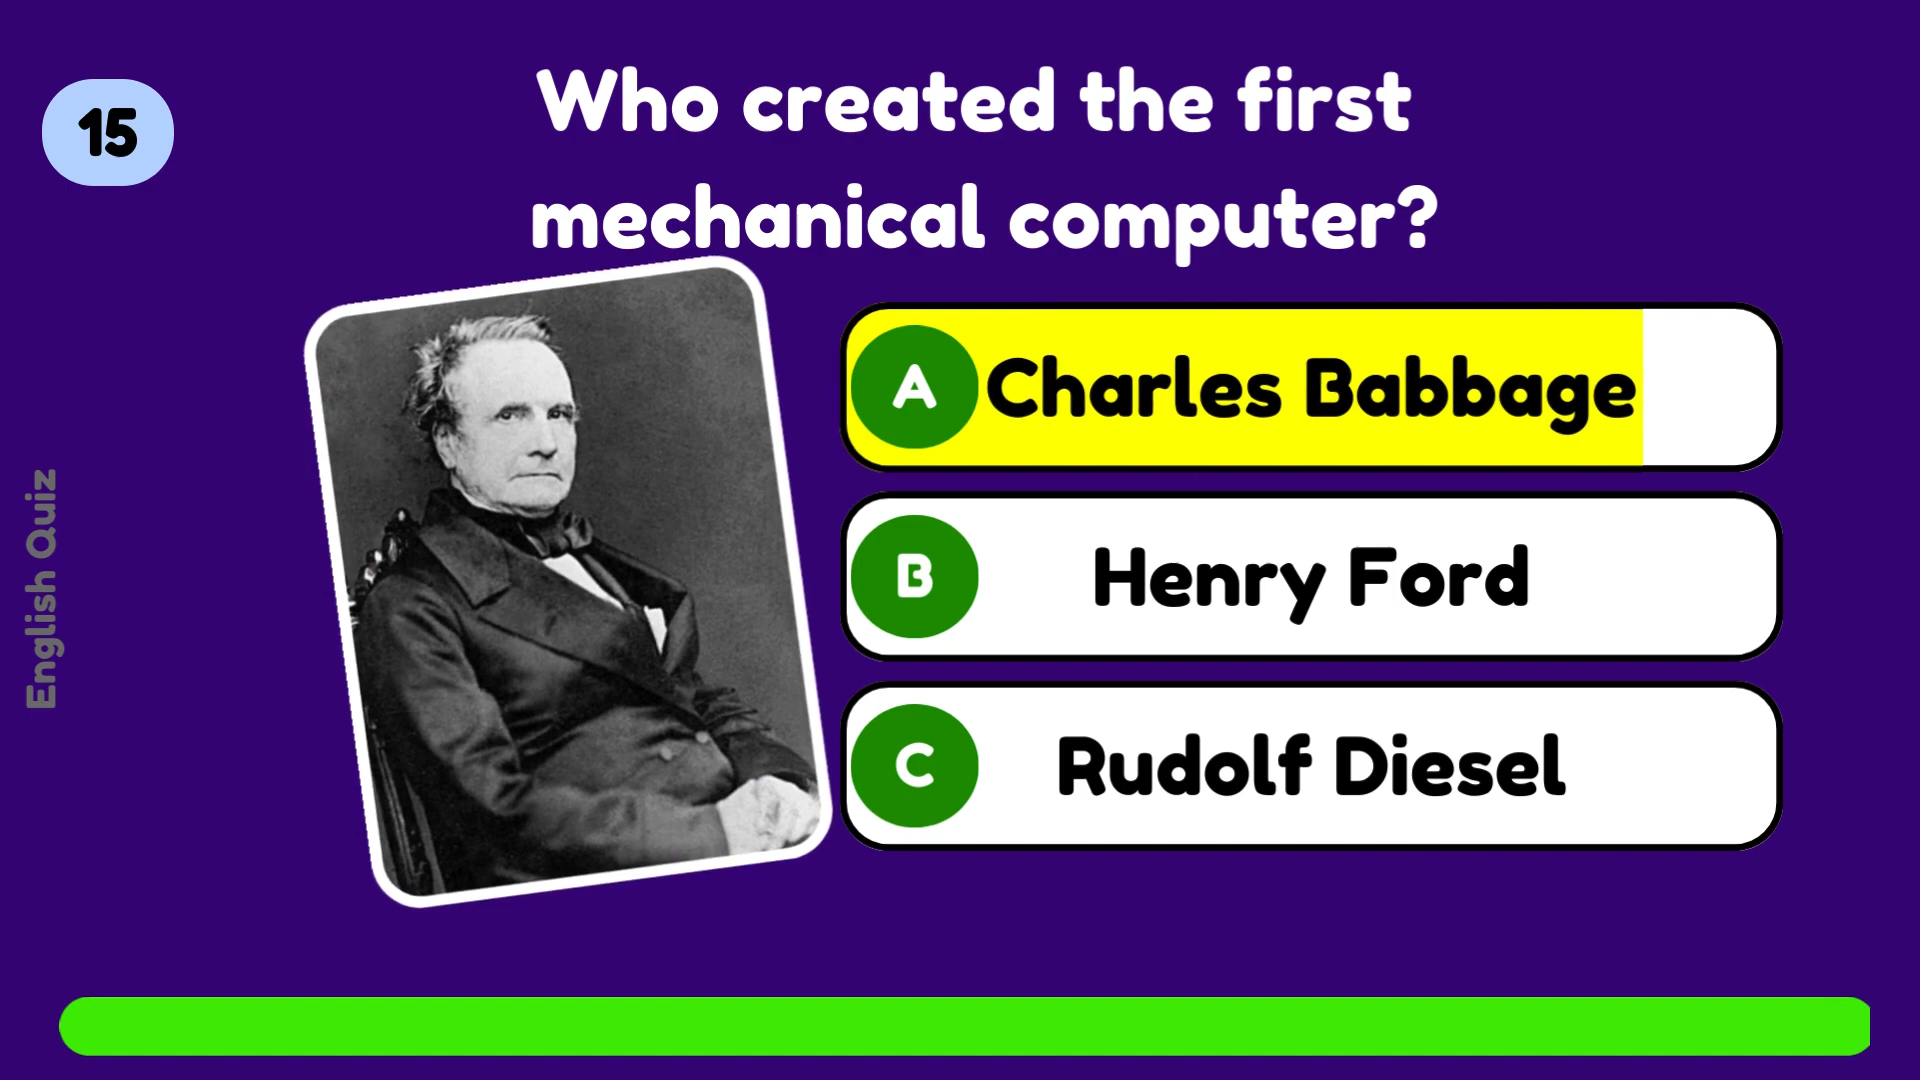 15
Who created the first
mechanical computer?
A Charles Babbage
B Henry Ford
C Rudolf Diesel
English Quiz